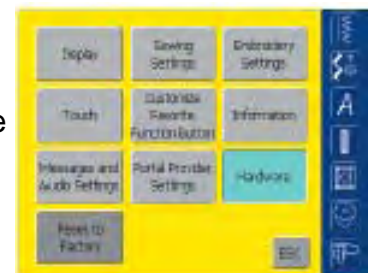 Display
Sewing
Settings
Embroidery
Settings
e
Touch
Customize
Favorite
Function Button
Information
Messages and
Audio Settings
Portal Provider
Settings
Hardware
Reset to
Factory
ESC
A